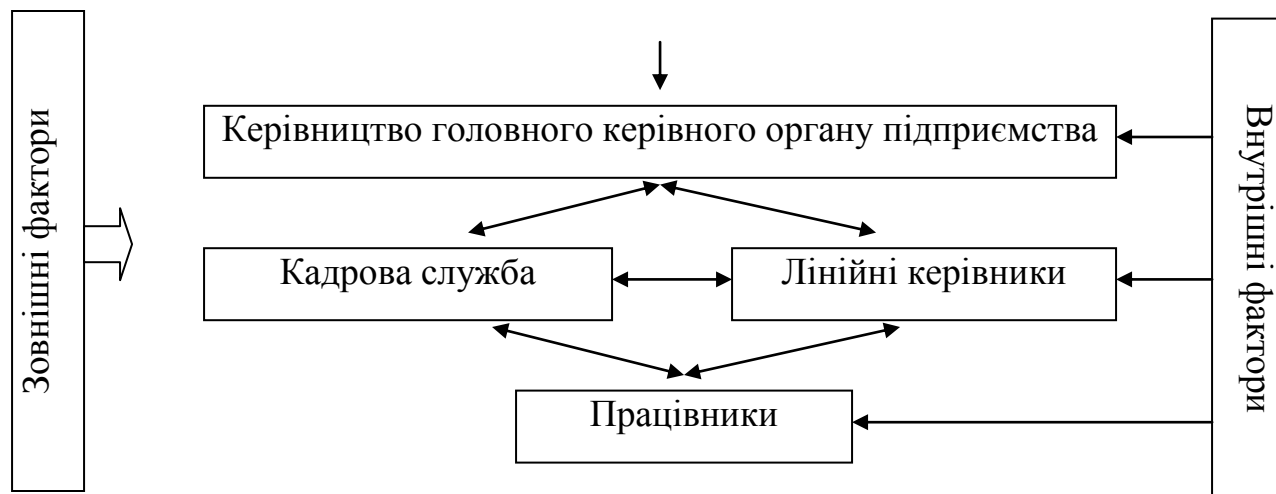 Зовнішні фактори
Керівництво головного керівного органу підприємства
Кадрова служба
Лінійні керівники
Працівники
Внутрішні фактори